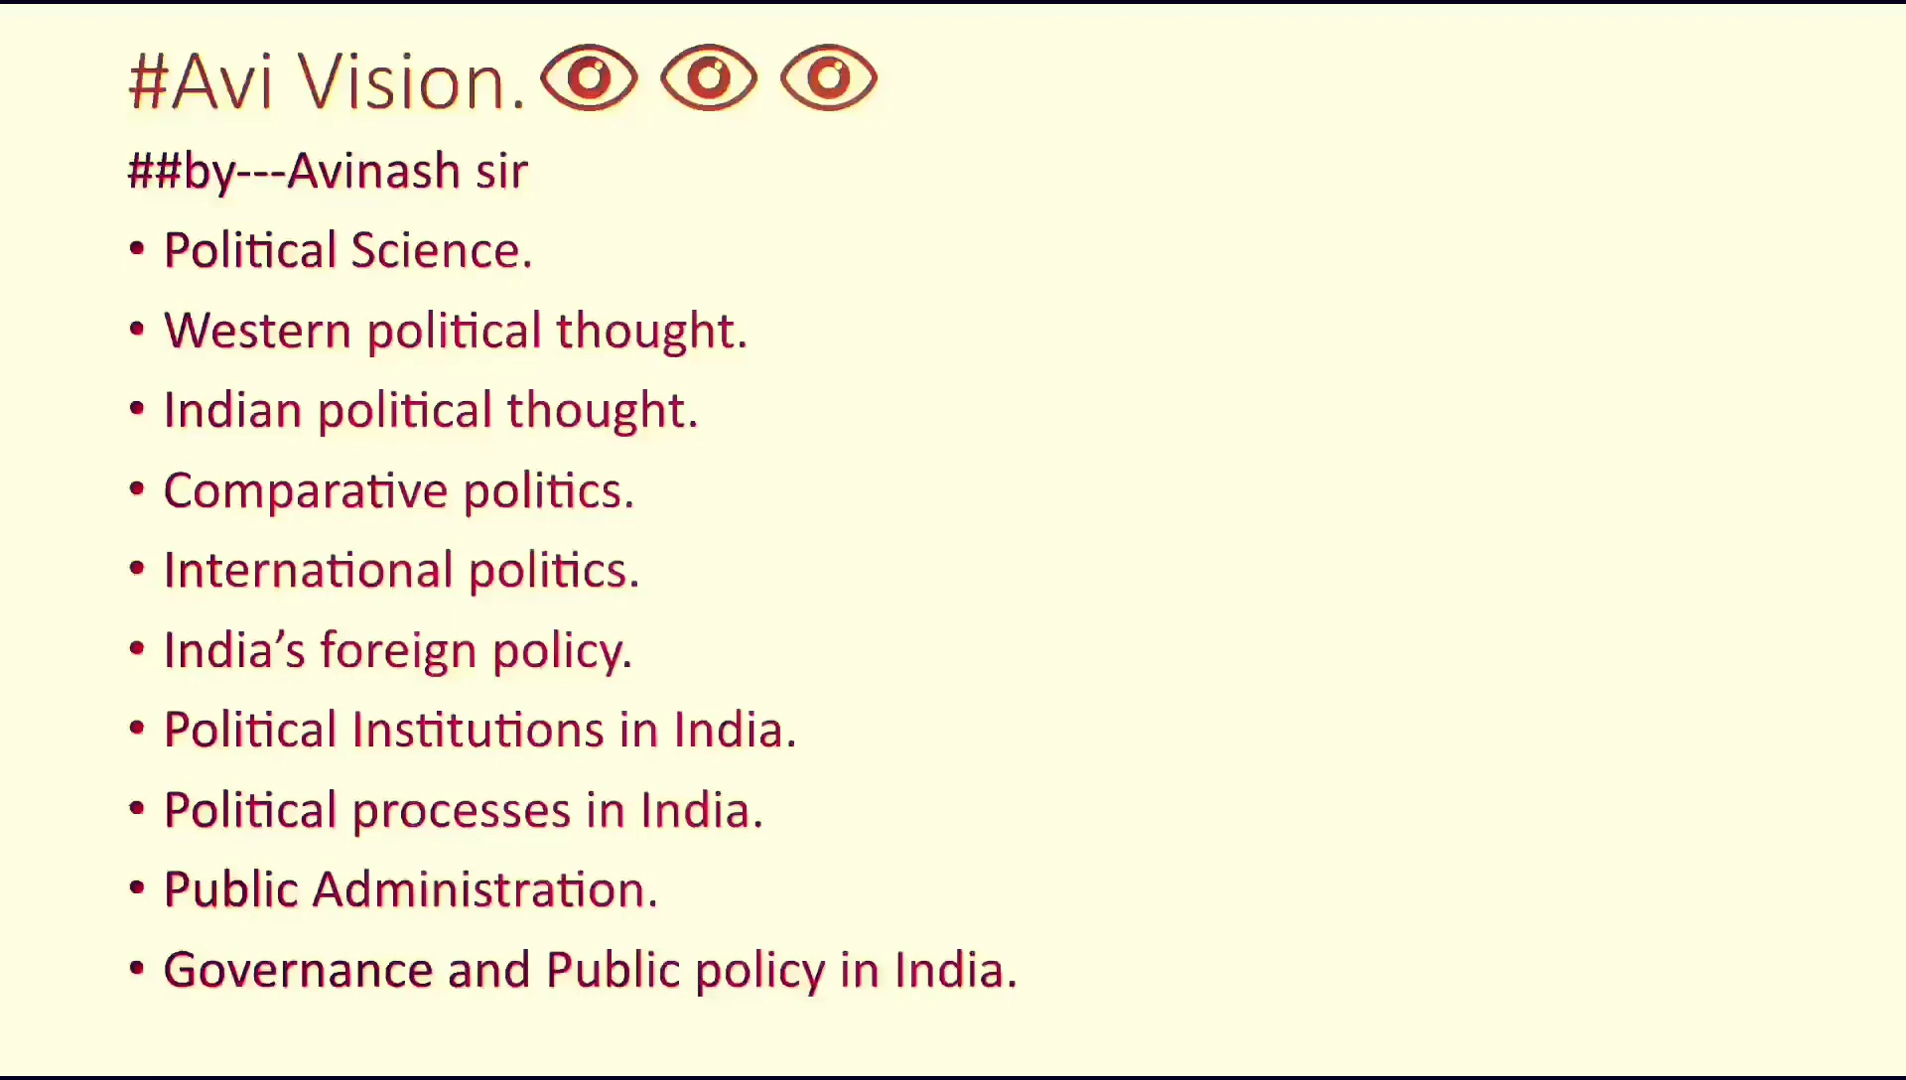 #Avi Vision.
##by---Avinash sir
• Political Science.
• Western political thought.
• Indian political thought.
• Comparative politics.
• International politics.
• India’s foreign policy.
• Political Institutions in India.
• Political processes in India.
• Public Administration.
• Governance and Public policy in India.